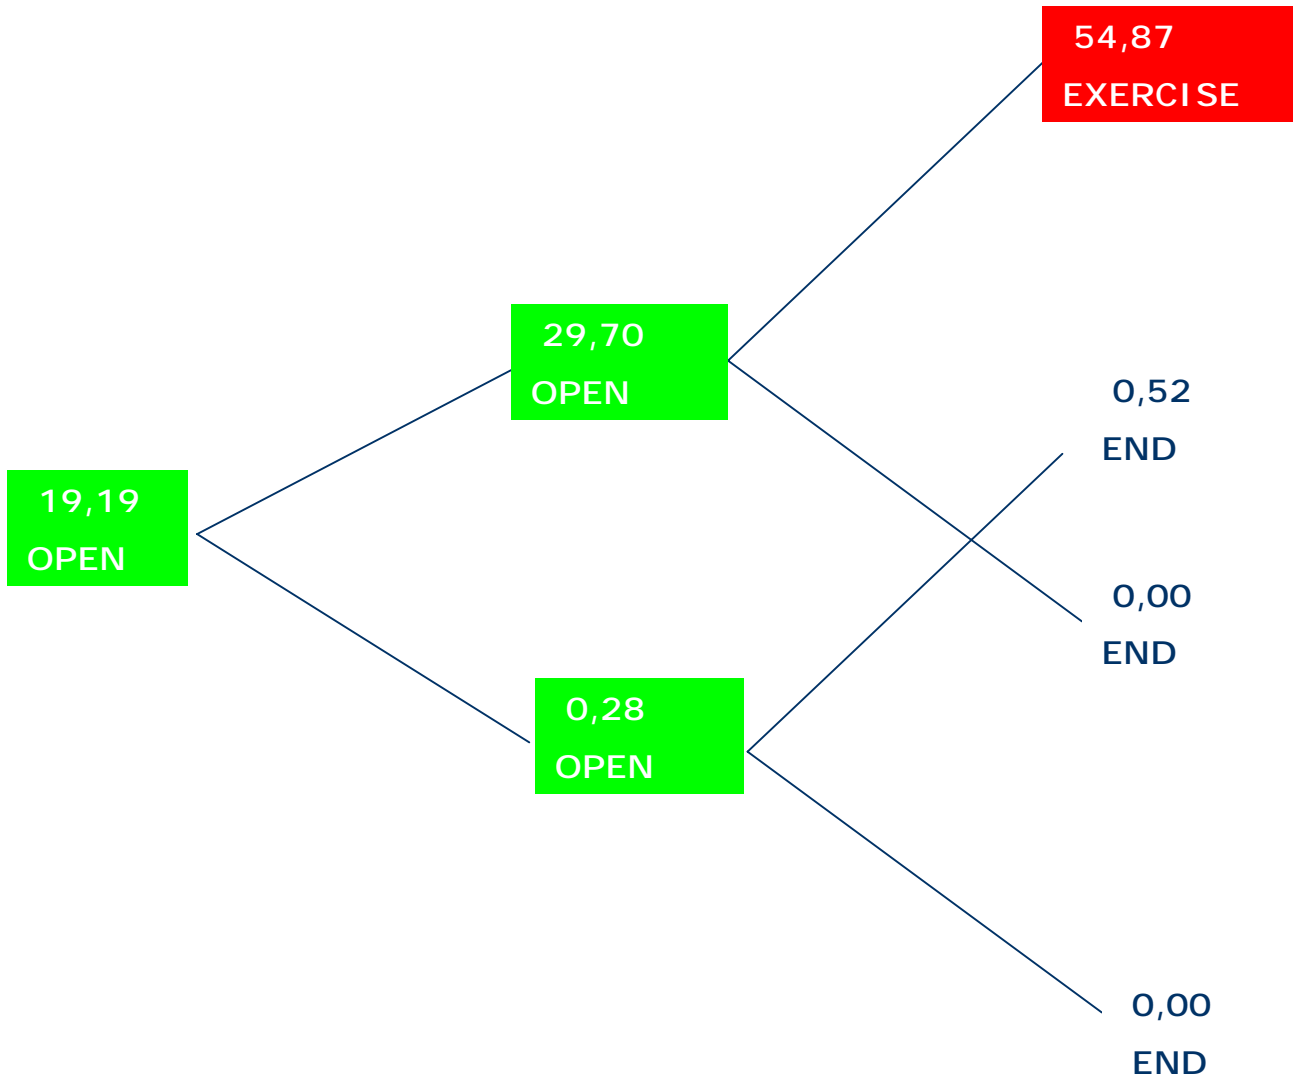 54,87
EXERCISE
29,70
OPEN
0,52
END
19,19
OPEN
0,00
END
0,28
OPEN
0,00
END